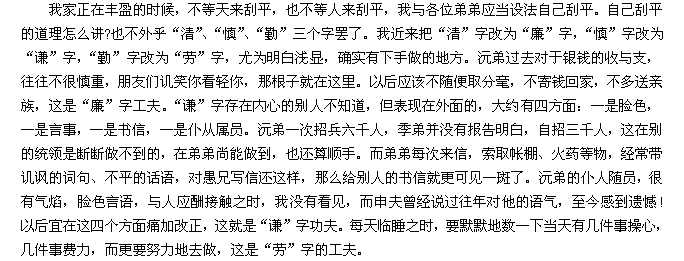 我家正在丰盈的时候，不等天来刮平，也不等人来刮平，我与各位弟弟应当设法自己刮平。自己刮平
的道理怎么讲?也不外乎“清”、“慎”、“勤”三个字罢了。我近来把“清”字改为“廉”字，“慎”字改为
“谦”字，“勤”字改为“劳”字，尤为明白浅显，确实有下手做的地方。沅弟过去对于银钱的收与支，
往往不很慎重，朋友们讥笑你看轻你，那根子就在这里。以后应该不随便取分毫，不寄钱回家，不多送亲
族，这是“廉”字工夫。“谦”字存在内心的别人不知道，但表现在外面的，大约有四方面：一是脸色，
一是言事，一是书信，一是仆从属员。沅弟一次招兵六千人，季弟并没有报告明白，自招三千人，这在别
的统领是断断做不到的，在弟弟尚能做到，也还算顺手。而弟弟每次来信，索取帐棚、火药等物，经常带
讥讽的词句、不平的话语，对愚兄写信还这样，那么给别人的书信就更可见一斑了。沅弟的仆人随员，很
有气焰，脸色言语，与人应酬接触之时，我没有看见，而申夫曾经说过往年对他的语气，至今感到遗憾!
以后宜在这四个方面痛加改正，这就是“谦”字功夫。每天临睡之时，要默默地数一下当天有几件事操心，
几件事费力，而更要努力地去做，这是“劳”字的工夫。